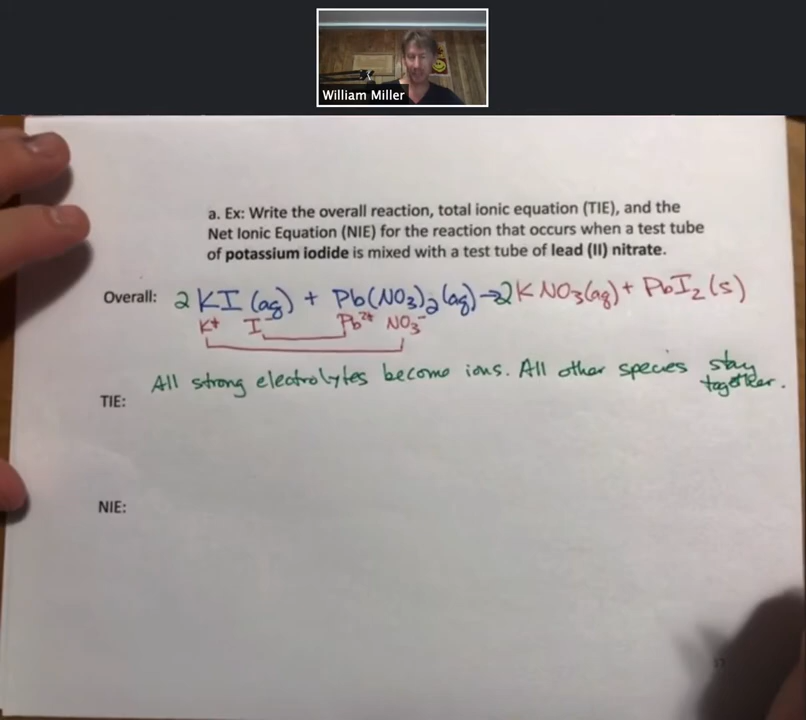 William Miller
a. Ex: Write the overall reaction, total ionic equation (TIE), and the
Net Ionic Equation (NIE) for the reaction that occurs when a test tube
of potassium iodide is mixed with a test tube of lead (II) nitrate.
Overall: 2 KI (aq) + Pb(NO₃)₂(aq) → 2KNO₃(aq) + PbI₂(s)
K⁺ I⁻ Pb²⁺ NO₃⁻
All strong electrolytes become ions. All other species stay
together.
TIE:
NIE:
37